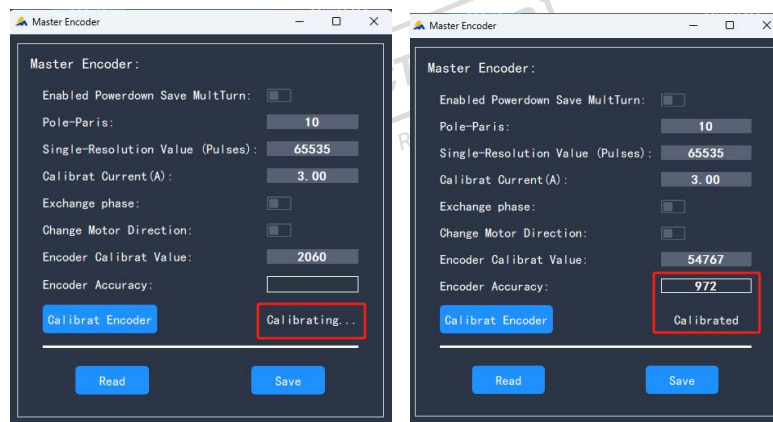 Master Encoder
Master Encoder:
Enabled Powerdown Save MultTurn:
Pole-Paris: 10
Single-Resolution Value (Pulses): 65535
Calibrat Current(A): 3.00
Exchange phase:
Change Motor Direction:
Encoder Calibrat Value: 2060
Encoder Accuracy:
Calibrat Encoder Calibrating...
Read Save
Master Encoder
Master Encoder:
Enabled Powerdown Save MultTurn:
Pole-Paris: 10
Single-Resolution Value (Pulses): 65535
Calibrat Current(A): 3.00
Exchange phase:
Change Motor Direction:
Encoder Calibrat Value: 54767
Encoder Accuracy: 972
Calibrat Encoder Calibrated
Read Save